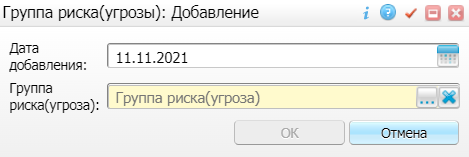 Группа риска(угрозы): Добавление
Дата
добавления:
11.11.2021
Группа
риска(угроза):
Группа риска(угроза)
...
OK
Отмена